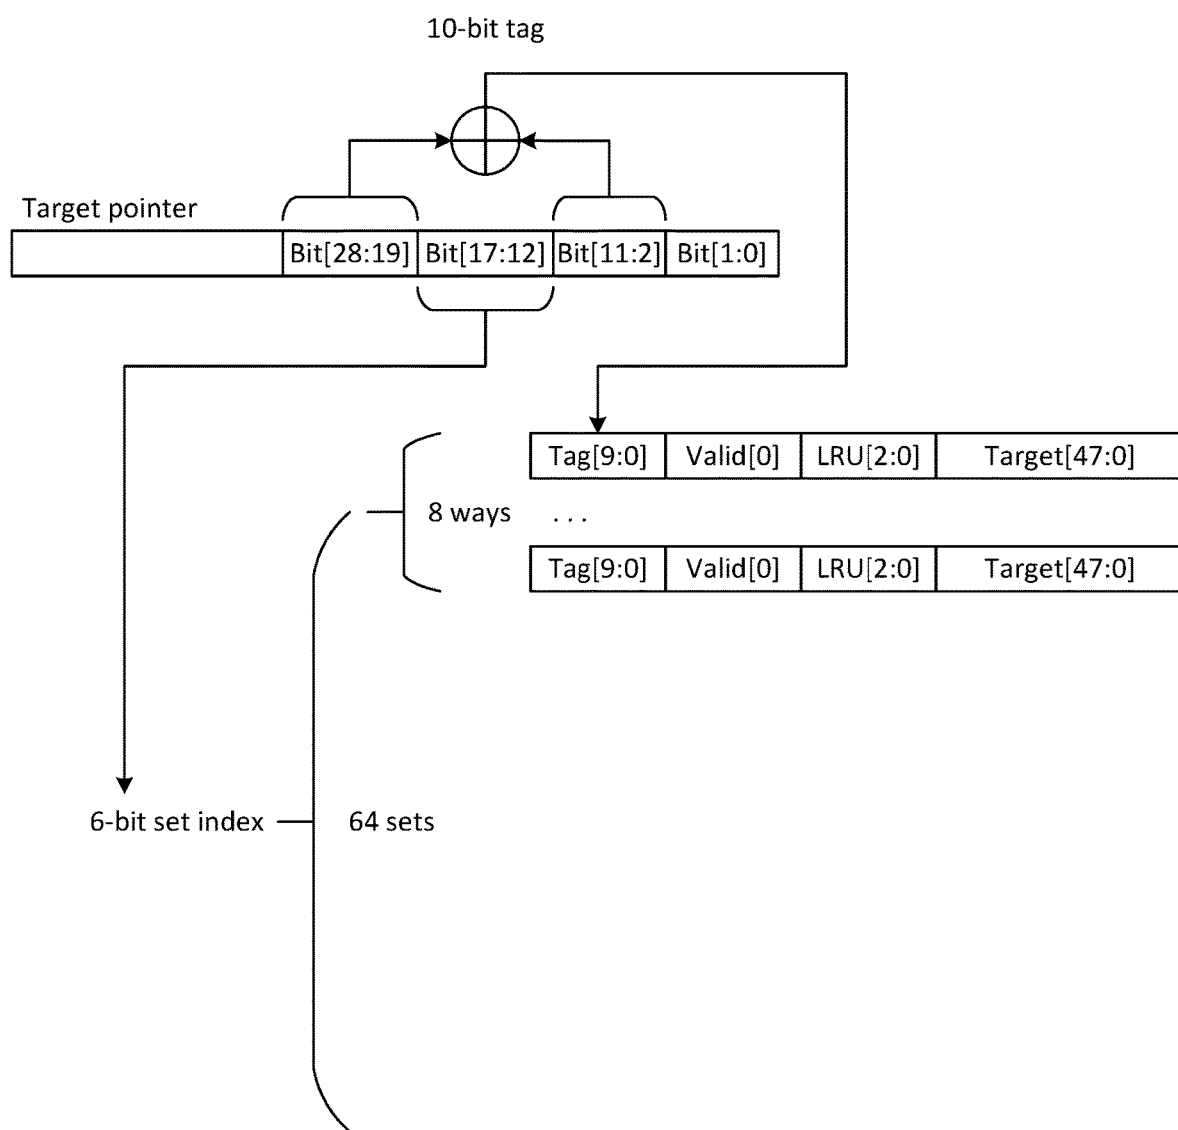 10-bit tag
Target pointer
Bit[28:19] Bit[17:12] Bit[11:2] Bit[1:0]
Tag[9:0] Valid[0] LRU[2:0] Target[47:0]
8 ways ...
Tag[9:0] Valid[0] LRU[2:0] Target[47:0]
6-bit set index 64 sets